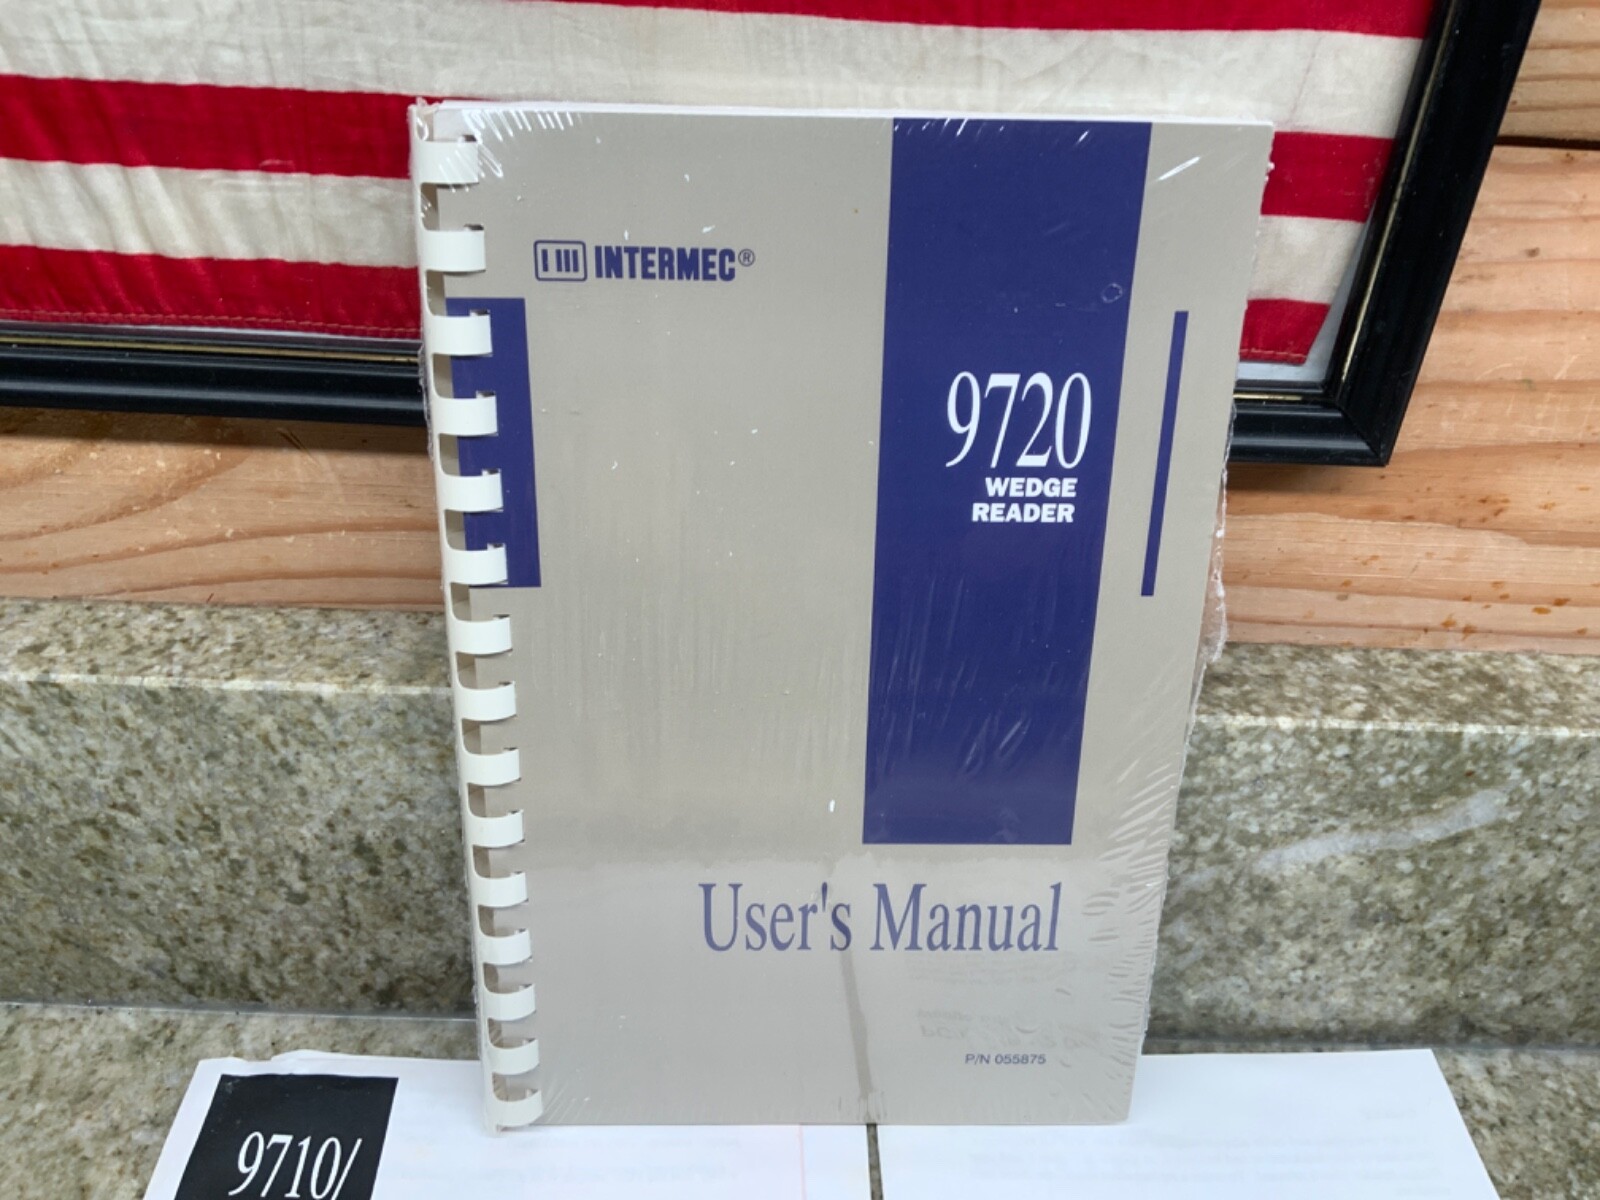 INTERMEC®
9720
WEDGE
READER
User's Manual
P/N 055875
9710/